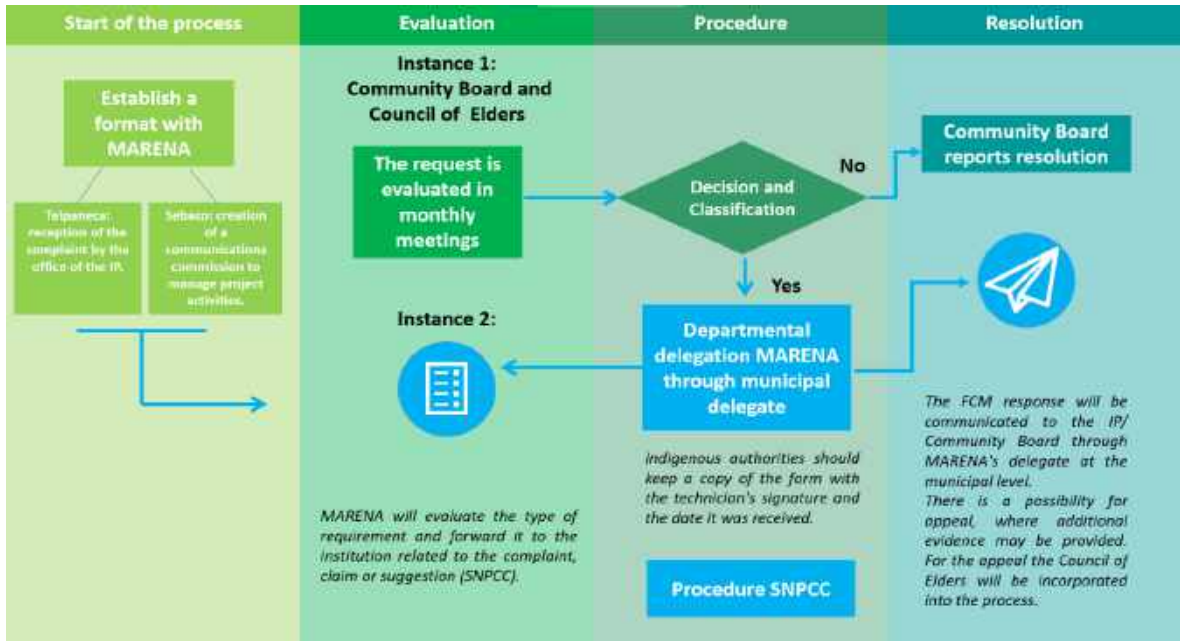 Start of the process
Evaluation
Procedure
Resolution
Establish a
format with
MARENA
Telpaneca:
reception of the
complaint by the
office of the IP.
Sebaco: creation
of a
communications
commission to
manage project
activities.
Instance 1:
Community Board and
Council of Elders
The request is
evaluated in
monthly
meetings
Instance 2:
MARENA will evaluate the type of
requirement and forward it to the
institution related to the complaint,
claim or suggestion (SNPCC).
Decision and
Classification
No
Yes
Departmental
delegation MARENA
through municipal
delegate
Indigenous authorities should
keep a copy of the form with
the technician's signature and
the date it was received.
Procedure SNPCC
Community Board
reports resolution
The FCM response will be
communicated to the IP/
Community Board through
MARENA's delegate at the
municipal level.
There is a possibility for
appeal, where additional
evidence may be provided.
For the appeal the Council of
Elders will be incorporated
into the process.